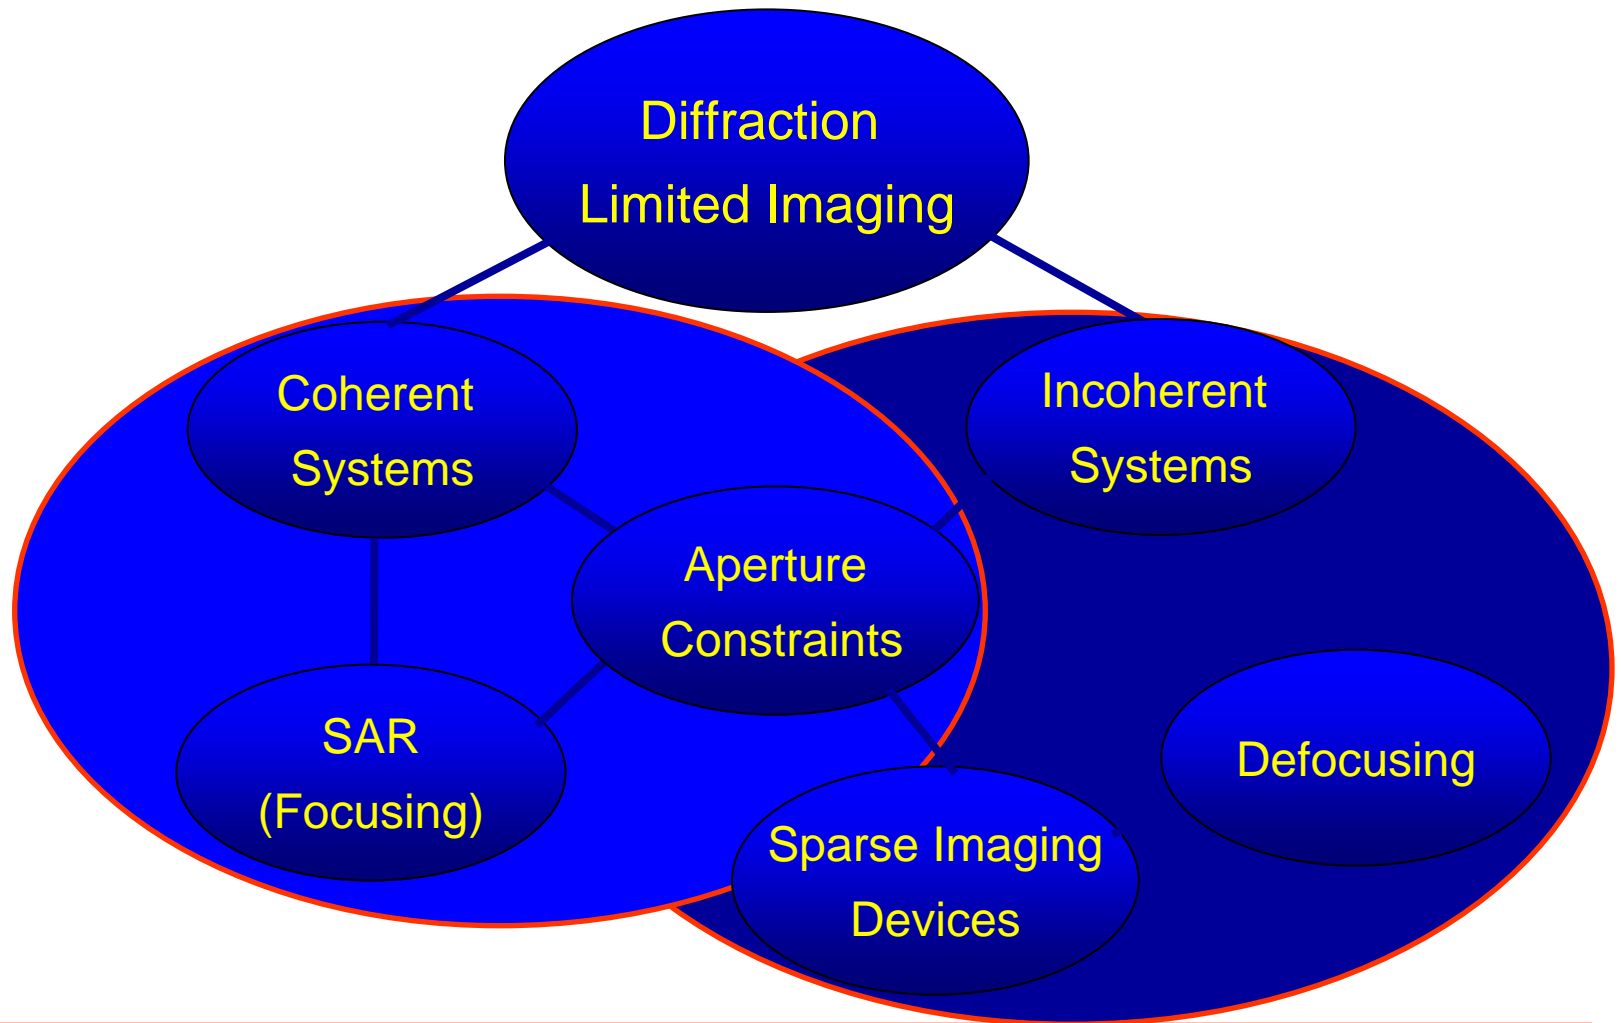 Diffraction
Limited Imaging
Coherent
Systems
Incoherent
Systems
Aperture
Constraints
SAR
(Focusing)
Defocusing
Sparse Imaging
Devices